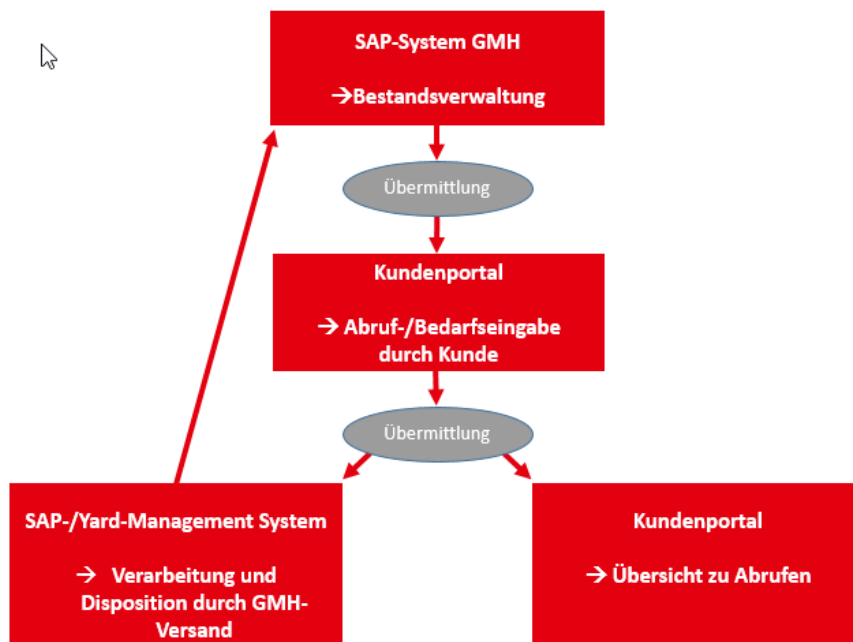 SAP-System GMH
→Bestandsverwaltung
Übermittlung
Kundenportal
→ Abruf-/Bedarfseingabe
durch Kunde
Übermittlung
SAP-/Yard-Management System
→ Verarbeitung und
Disposition durch GMH-
Versand
Kundenportal
→ Übersicht zu Abrufen